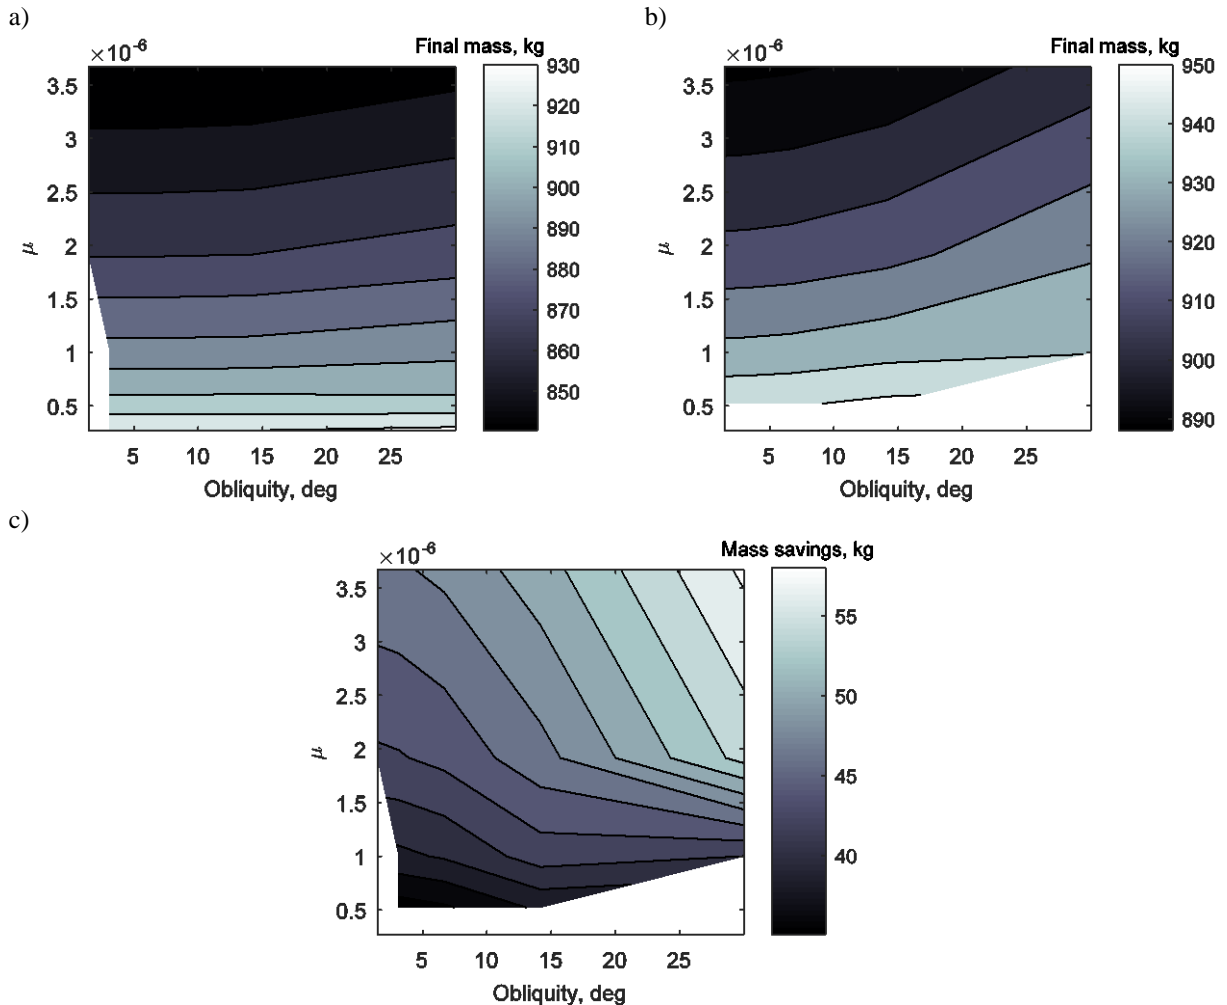 a)
×10⁻⁶
Final mass, kg
3.5
3
2.5
2
1.5
1
0.5
μ
5 10 15 20 25
Obliquity, deg
930
920
910
900
890
880
870
860
850
b)
×10⁻⁶
Final mass, kg
3.5
3
2.5
2
1.5
1
0.5
μ
5 10 15 20 25
Obliquity, deg
950
940
930
920
910
900
890
c)
×10⁻⁶
Mass savings, kg
3.5
3
2.5
2
1.5
1
0.5
μ
5 10 15 20 25
Obliquity, deg
55
50
45
40